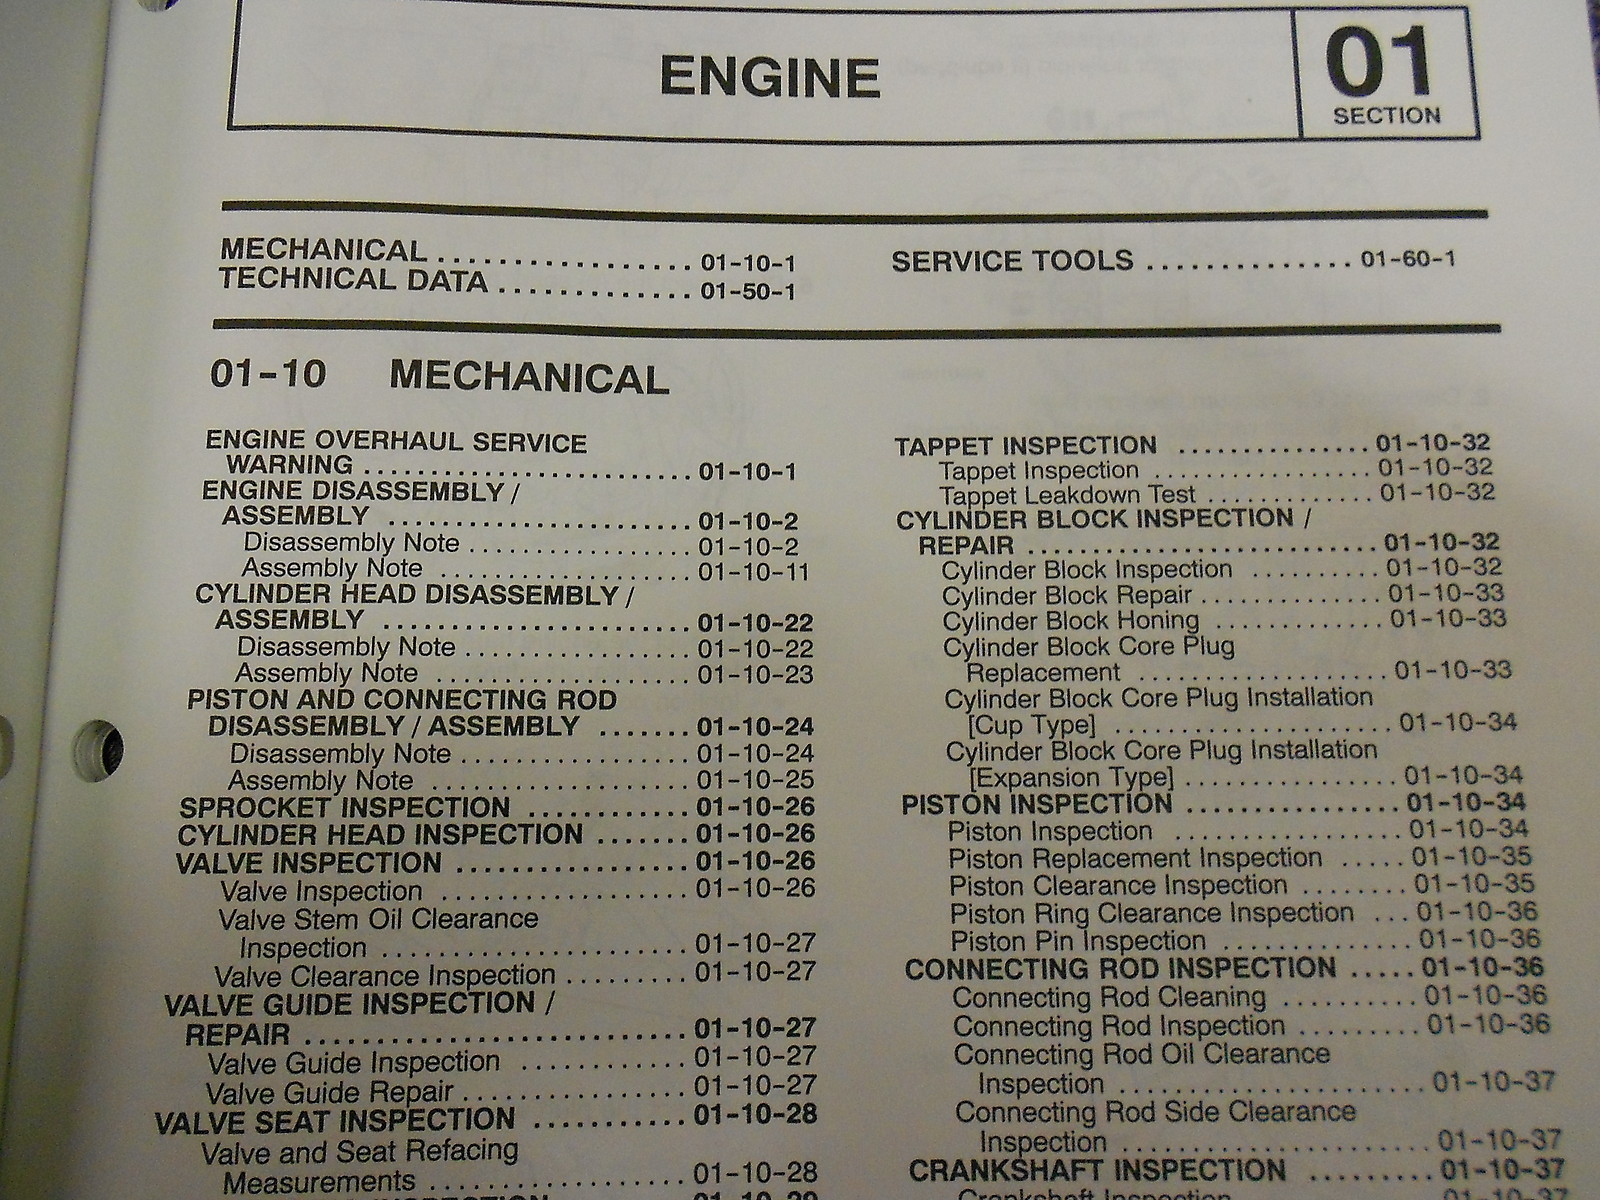 ENGINE
01
SECTION
MECHANICAL .................. 01-10-1
TECHNICAL DATA .............. 01-50-1
SERVICE TOOLS ............... 01-60-1
01-10 MECHANICAL
ENGINE OVERHAUL SERVICE
WARNING ........................ 01-10-1
ENGINE DISASSEMBLY /
ASSEMBLY ...................... 01-10-2
Disassembly Note ................ 01-10-2
Assembly Note .................. 01-10-11
CYLINDER HEAD DISASSEMBLY /
ASSEMBLY ...................... 01-10-22
Disassembly Note ................ 01-10-22
Assembly Note .................. 01-10-23
PISTON AND CONNECTING ROD
DISASSEMBLY / ASSEMBLY ....... 01-10-24
Disassembly Note ................ 01-10-24
Assembly Note .................. 01-10-25
SPROCKET INSPECTION ............ 01-10-26
CYLINDER HEAD INSPECTION ....... 01-10-26
VALVE INSPECTION ................ 01-10-26
Valve Inspection .................. 01-10-26
Valve Stem Oil Clearance
Inspection ....................... 01-10-27
Valve Clearance Inspection ......... 01-10-27
VALVE GUIDE INSPECTION /
REPAIR ........................... 01-10-27
Valve Guide Inspection ............ 01-10-27
Valve Guide Repair ................ 01-10-27
VALVE SEAT INSPECTION ........... 01-10-28
Valve and Seat Refacing
Measurements ................... 01-10-28
TAPPET INSPECTION ............... 01-10-32
Tappet Inspection ................ 01-10-32
Tappet Leakdown Test ............ 01-10-32
CYLINDER BLOCK INSPECTION /
REPAIR .......................... 01-10-32
Cylinder Block Inspection .......... 01-10-32
Cylinder Block Repair .............. 01-10-33
Cylinder Block Honing ............. 01-10-33
Cylinder Block Core Plug
Replacement ................... 01-10-33
Cylinder Block Core Plug Installation
[Cup Type] ..................... 01-10-34
Cylinder Block Core Plug Installation
[Expansion Type] ................ 01-10-34
PISTON INSPECTION ................ 01-10-34
Piston Inspection ................. 01-10-34
Piston Replacement Inspection ..... 01-10-35
Piston Clearance Inspection ........ 01-10-35
Piston Ring Clearance Inspection ... 01-10-36
Piston Pin Inspection .............. 01-10-36
CONNECTING ROD INSPECTION ..... 01-10-36
Connecting Rod Cleaning .......... 01-10-36
Connecting Rod Inspection ......... 01-10-36
Connecting Rod Oil Clearance
Inspection ....................... 01-10-37
Connecting Rod Side Clearance
Inspection ....................... 01-10-37
CRANKSHAFT INSPECTION ......... 01-10-37
Crankshaft Inspection